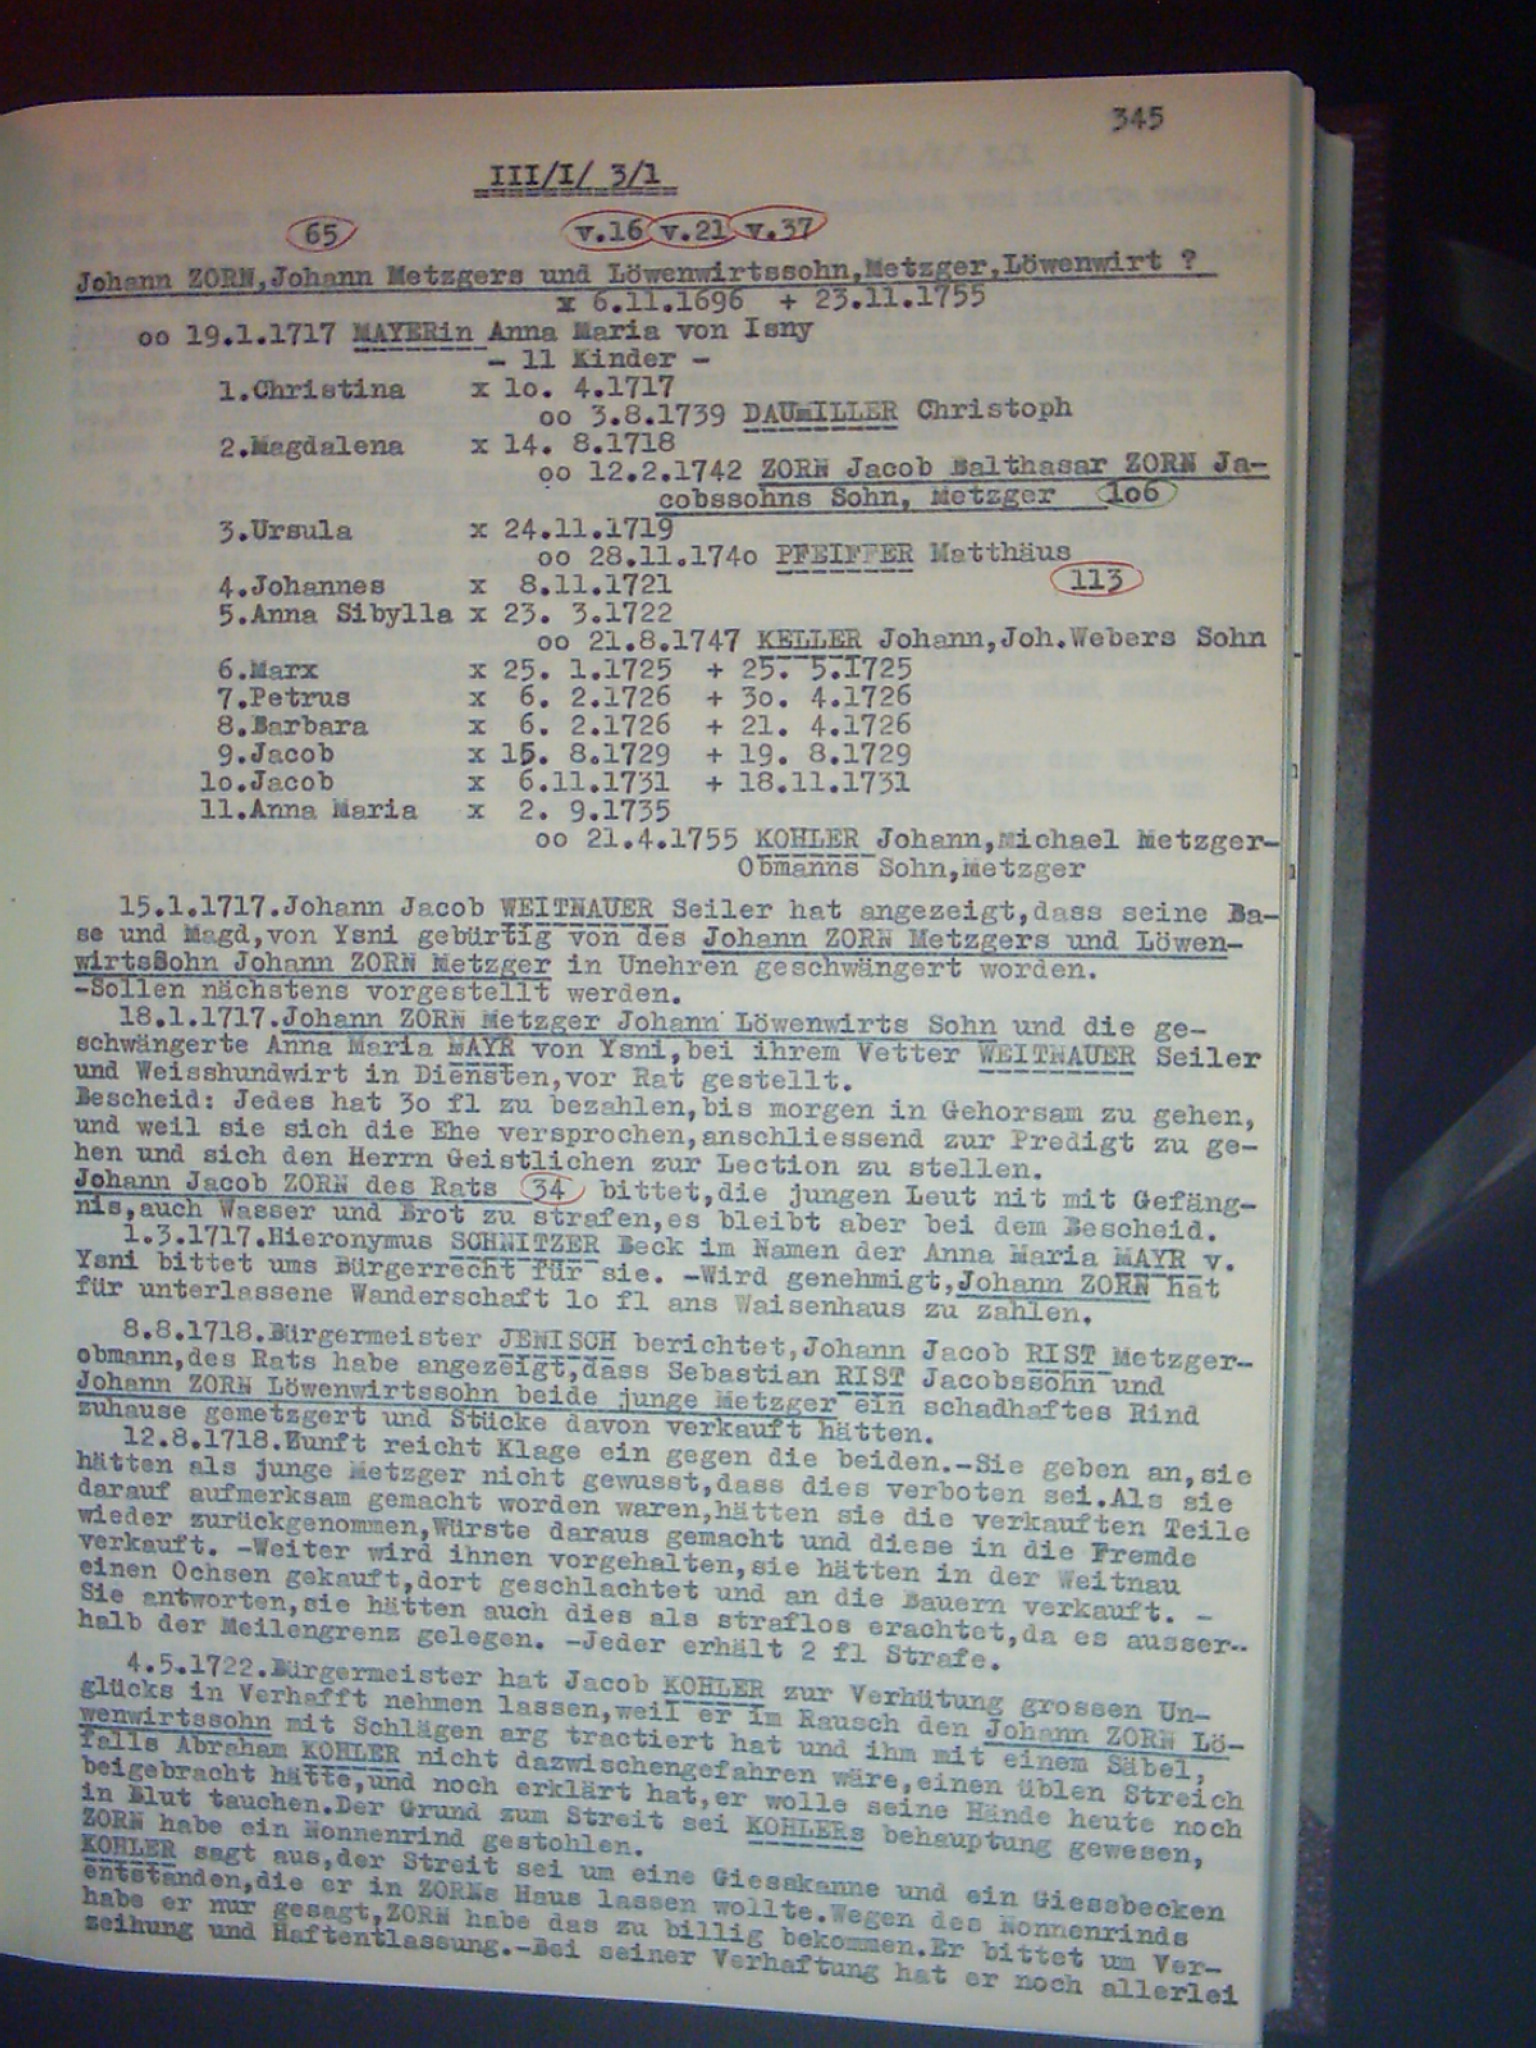 345
III/I/ 3/1
65 v.16 v.21 v.37
Johann ZORN,Johann Metzgers und Löwenwirtssohn,Metzger,Löwenwirt ?
x 6.11.1696 + 23.11.1755
oo 19.1.1717 MAYERin Anna Maria von Isny
- 11 Kinder -
1.Christina x 1o. 4.1717
oo 3.8.1739 DAUmILLER Christoph
2.Magdalena x 14. 8.1718
oo 12.2.1742 ZORN Jacob Balthasar ZORN Ja-
cobssohns Sohn, Metzger 1o6
3.Ursula x 24.11.1719
oo 28.11.174o PFEIFFER Matthäus
113
4.Johannes x 8.11.1721
5.Anna Sibylla x 23. 3.1722
oo 21.8.1747 KELLER Johann,Joh.Webers Sohn
6.Marx x 25. 1.1725 + 25. 5.1725
7.Petrus x 6. 2.1726 + 3o. 4.1726
8.Barbara x 6. 2.1726 + 21. 4.1726
9.Jacob x 15. 8.1729 + 19. 8.1729
1o.Jacob x 6.11.1731 + 18.11.1731
11.Anna Maria x 2. 9.1735
oo 21.4.1755 KOHLER Johann,Michael Metzger-
Obmanns Sohn,Metzger
15.1.1717.Johann Jacob WEITNAUER Seiler hat angezeigt,dass seine Ba-
se und Magd,von Ysni gebürtig von des Johann ZORN Metzgers und Löwen-
wirtsSohn Johann ZORN Metzger in Unehren geschwängert worden.
-Sollen nächstens vorgestellt werden.
18.1.1717.Johann ZORN Metzger Johann Löwenwirts Sohn und die ge-
schwängerte Anna Maria MAYR von Ysni,bei ihrem Vetter WEITNAUER Seiler
und Weisshundwirt in Diensten,vor Rat gestellt.
Bescheid: Jedes hat 3o fl zu bezahlen,bis morgen in Gehorsam zu gehen,
und weil sie sich die Ehe versprochen,anschliessend zur Predigt zu ge-
hen und sich den Herrn Geistlichen zur Lection zu stellen.
Johann Jacob ZORN des Rats 34 bittet,die jungen Leut nit mit Gefäng-
nis,auch Wasser und Brot zu strafen,es bleibt aber bei dem Bescheid.
1.3.1717.Hieronymus SCHNITZER Beck im Namen der Anna Maria MAYR v.
Ysni bittet ums Bürgerrecht für sie. -Wird genehmigt,Johann ZORN hat
für unterlassene Wanderschaft 1o fl ans Waisenhaus zu zahlen.
8.8.1718.Bürgermeister JENISCH berichtet,Johann Jacob RIST Metzger-
obmann,des Rats habe angezeigt,dass Sebastian RIST Jacobssohn und
Johann ZORN Löwenwirtssohn beide junge Metzger ein schadhaftes Rind
zuhause gemetzgert und Stücke davon verkauft hätten.
12.8.1718.Zunft reicht Klage ein gegen die beiden.-Sie geben an,sie
hätten als junge Metzger nicht gewusst,dass dies verboten sei.Als sie
darauf aufmerksam gemacht worden waren,hätten sie die verkauften Teile
wieder zurückgenommen,Würste daraus gemacht und diese in die Fremde
verkauft. -Weiter wird ihnen vorgehalten,sie hätten in der Weitnau
einen Ochsen gekauft,dort geschlachtet und an die Bauern verkauft. -
Sie antworten,sie hätten auch dies als straflos erachtet,da es ausser-
halb der Meilengrenz gelegen. -Jeder erhält 2 fl Strafe.
4.5.1722.Bürgermeister hat Jacob KOHLER zur Verhütung grossen Un-
glücks in Verhafft nehmen lassen,weil er im Rausch den Johann ZORN Lö-
wenwirtssohn mit Schlägen arg tractiert hat und ihm mit einem Säbel,
falls Abraham KOHLER nicht dazwischengefahren wäre,einen üblen Streich
beigebracht hätte,und noch erklärt hat,er wolle seine Hände heute noch
in Blut tauchen.Der Grund zum Streit sei KOHLERs behauptung gewesen,
ZORN habe ein Nonnenrind gestohlen.
KOHLER sagt aus,der Streit sei um eine Giesskanne und ein Giessbecken
entstanden,die er in ZORNs Haus lassen wollte.Wegen des Nonnenrinds
habe er nur gesagt,ZORN habe das zu billig bekommen.Er bittet um Ver-
zeihung und Haftentlassung.-Bei seiner Verhaftung hat er noch allerlei